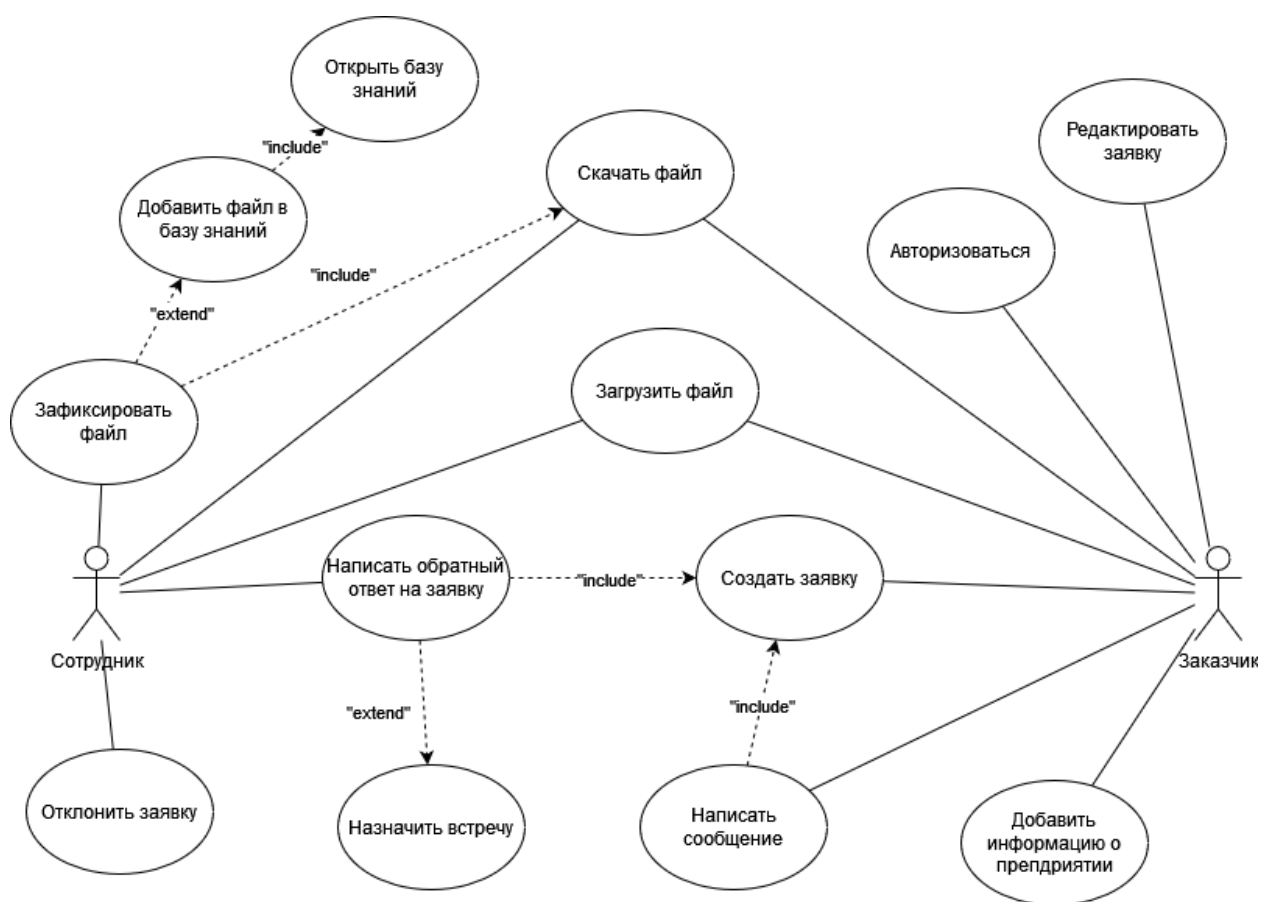 Открыть базу
знаний
"include"
Добавить файл в
базу знаний
"extend"
Зафиксировать
файл
"include"
Скачать файл
Редактировать
заявку
Авторизоваться
Загрузить файл
Написать обратный
ответ на заявку
"include"
Создать заявку
Сотрудник
Заказчик
"extend"
"include"
Отклонить заявку
Назначить встречу
Написать
сообщение
Добавить
информацию о
препдриятии